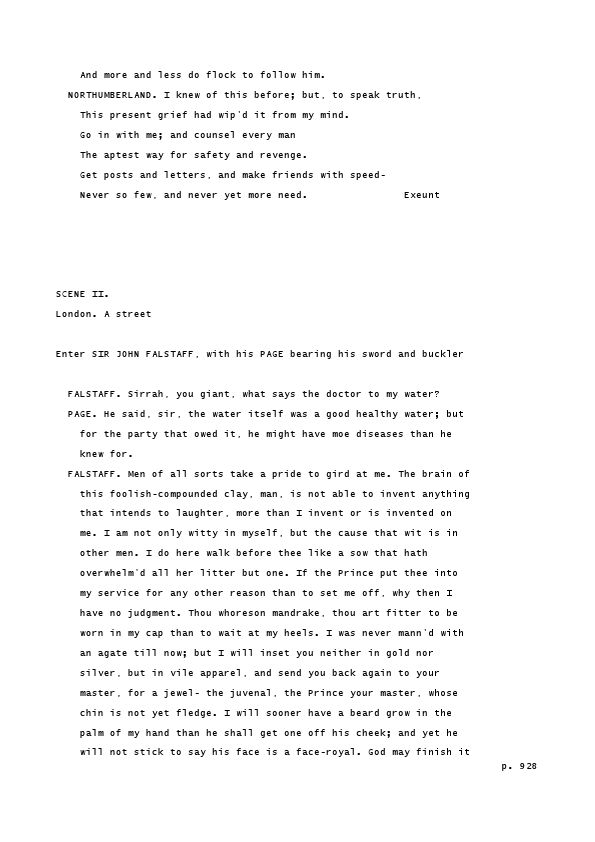 And more and less do flock to follow him.
NORTHUMBERLAND. I knew of this before; but, to speak truth,
This present grief had wip'd it from my mind.
Go in with me; and counsel every man
The aptest way for safety and revenge.
Get posts and letters, and make friends with speed-
Never so few, and never yet more need. Exeunt
SCENE II.
London. A street
Enter SIR JOHN FALSTAFF, with his PAGE bearing his sword and buckler
FALSTAFF. Sirrah, you giant, what says the doctor to my water?
PAGE. He said, sir, the water itself was a good healthy water; but
for the party that owed it, he might have moe diseases than he
knew for.
FALSTAFF. Men of all sorts take a pride to gird at me. The brain of
this foolish-compounded clay, man, is not able to invent anything
that intends to laughter, more than I invent or is invented on
me. I am not only witty in myself, but the cause that wit is in
other men. I do here walk before thee like a sow that hath
overwhelm'd all her litter but one. If the Prince put thee into
my service for any other reason than to set me off, why then I
have no judgment. Thou whoreson mandrake, thou art fitter to be
worn in my cap than to wait at my heels. I was never mann'd with
an agate till now; but I will inset you neither in gold nor
silver, but in vile apparel, and send you back again to your
master, for a jewel- the juvenal, the Prince your master, whose
chin is not yet fledge. I will sooner have a beard grow in the
palm of my hand than he shall get one off his cheek; and yet he
will not stick to say his face is a face-royal. God may finish it
p. 928